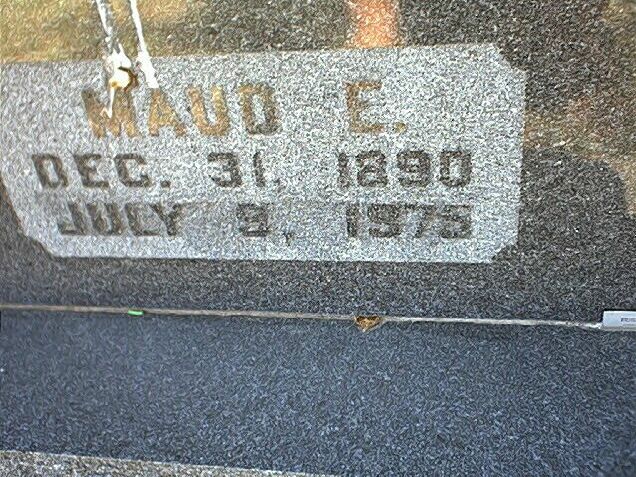 MAUD E.
DEC. 31, 1890
JULY 9, 1975